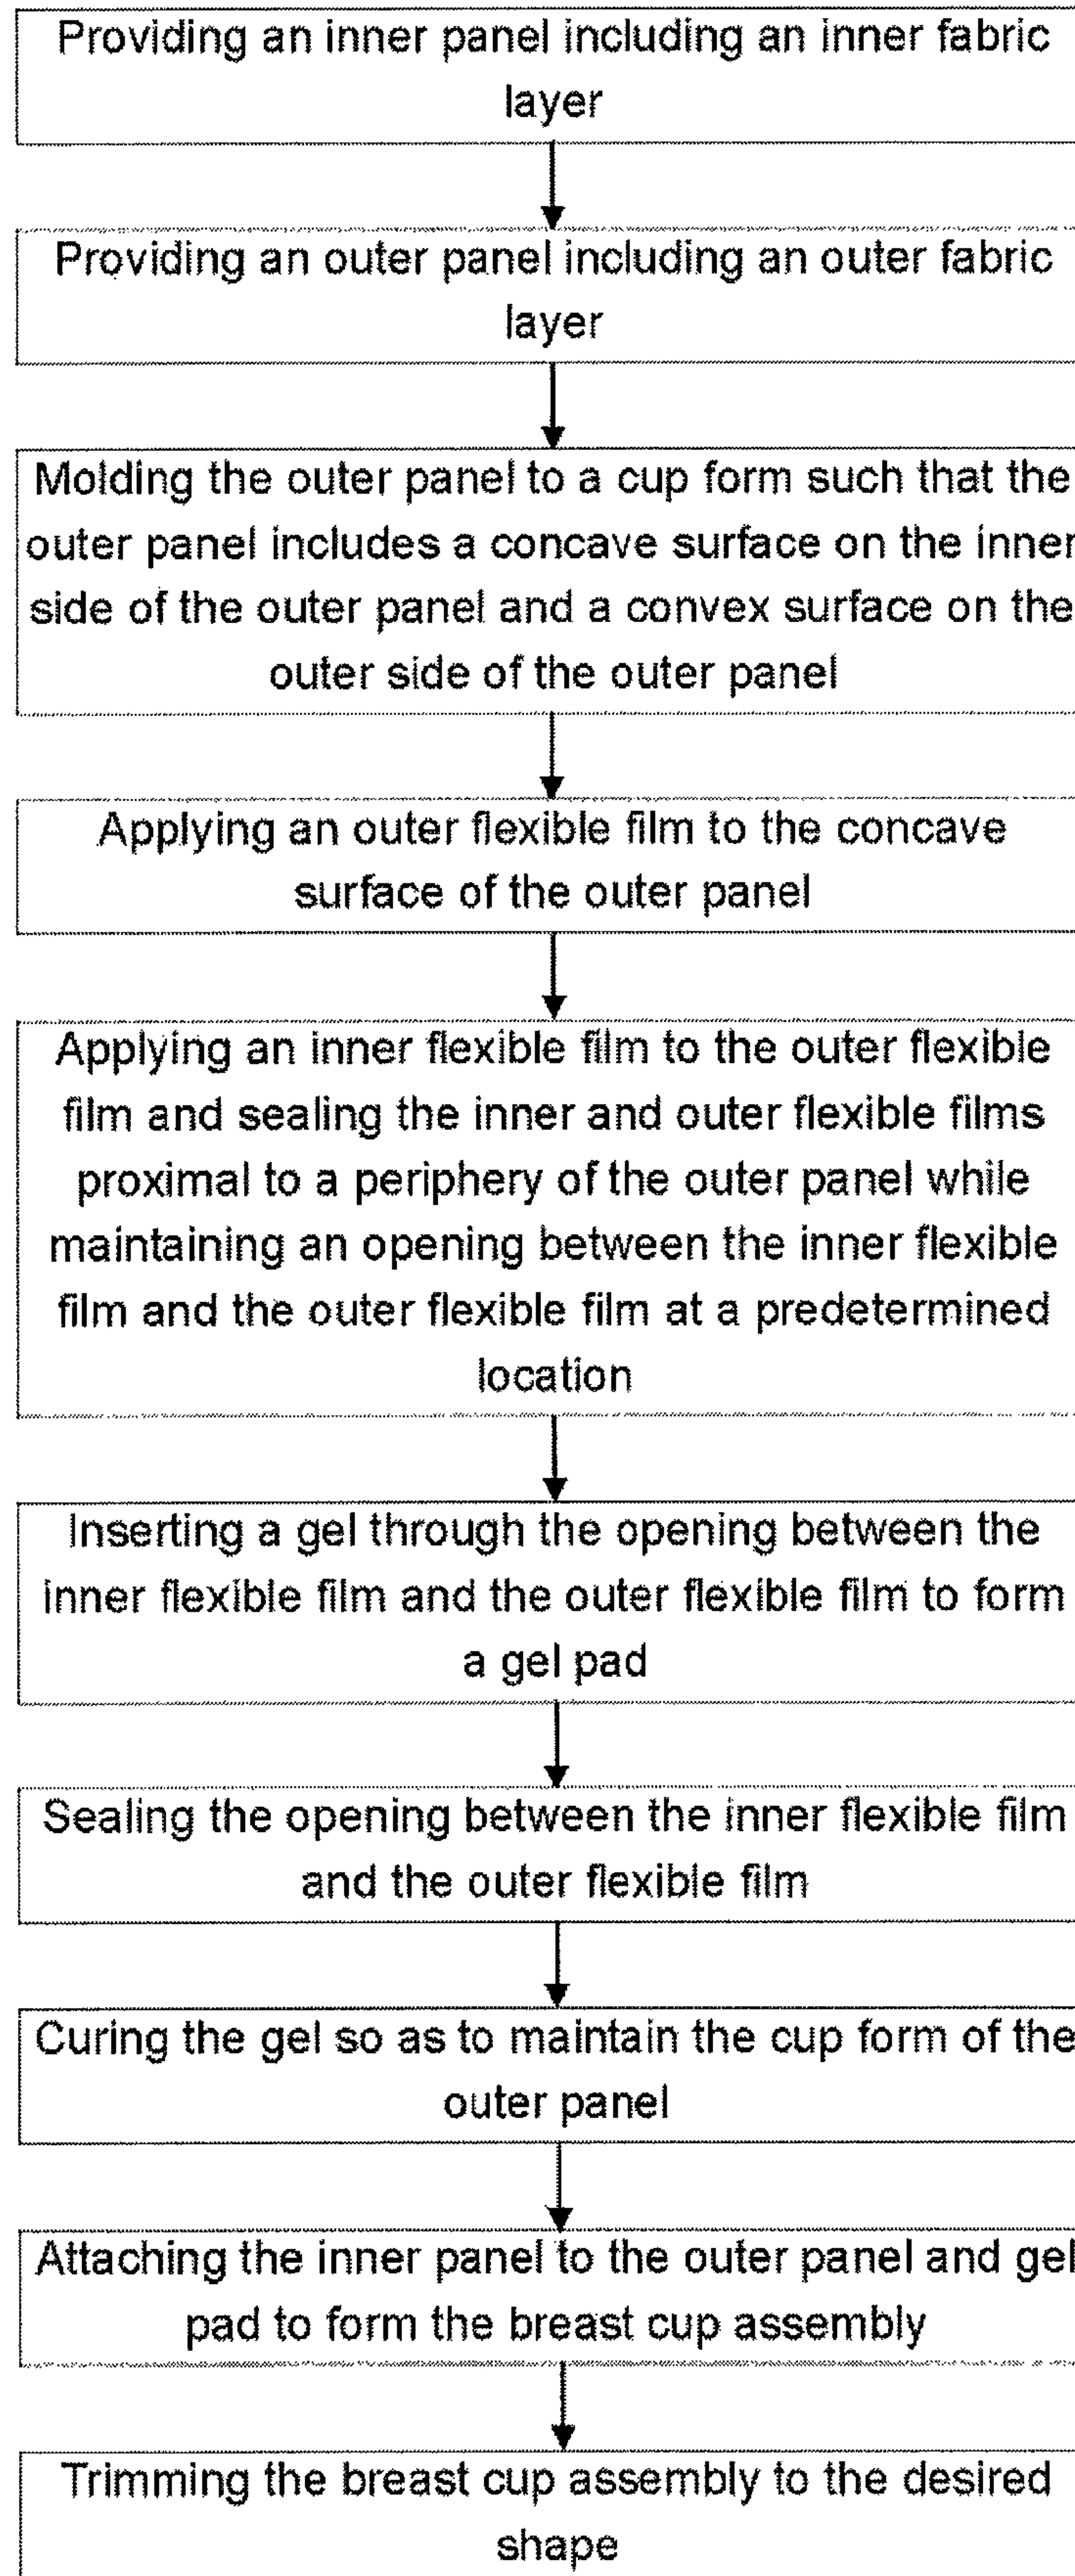 Providing an inner panel including an inner fabric
layer
Providing an outer panel including an outer fabric
layer
Molding the outer panel to a cup form such that the
outer panel includes a concave surface on the inner
side of the outer panel and a convex surface on the
outer side of the outer panel
Applying an outer flexible film to the concave
surface of the outer panel
Applying an inner flexible film to the outer flexible
film and sealing the inner and outer flexible films
proximal to a periphery of the outer panel while
maintaining an opening between the inner flexible
film and the outer flexible film at a predetermined
location
Inserting a gel through the opening between the
inner flexible film and the outer flexible film to form
a gel pad
Sealing the opening between the inner flexible film
and the outer flexible film
Curing the gel so as to maintain the cup form of the
outer panel
Attaching the inner panel to the outer panel and gel
pad to form the breast cup assembly
Trimming the breast cup assembly to the desired
shape